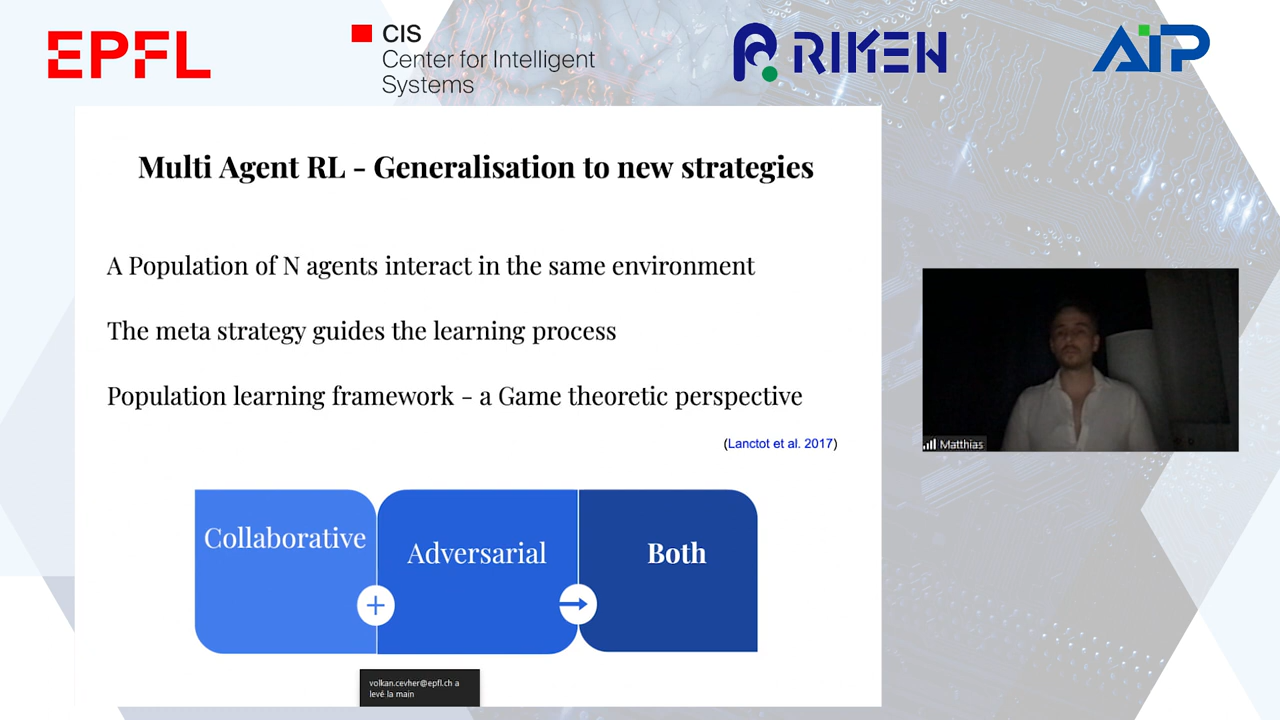 EPFL
CIS
Center for Intelligent
Systems
RIKEN
AIP
Multi Agent RL - Generalisation to new strategies
A Population of N agents interact in the same environment
The meta strategy guides the learning process
Population learning framework - a Game theoretic perspective
(Lanctot et al. 2017)
Collaborative
Adversarial
Both
+
Matthias
volkan.cevher@epfl.ch a
levé la main